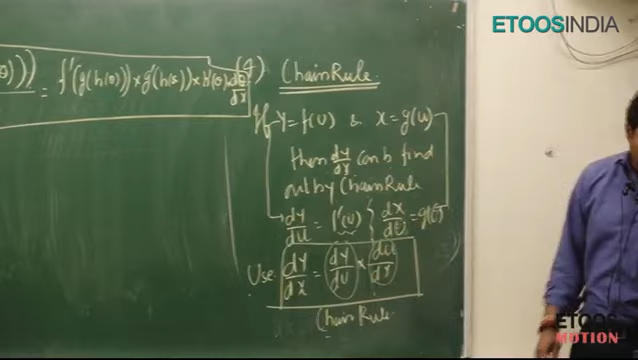 ETOOSINDIA
θ))) = f'(g(h(θ)) × g'(h(θ)) × h'(θ) × dθ/dx
(4) Chain Rule
If Y = f(u) & x = g(u)
then dy/dx can b find
out by Chain Rule
dy/du = f'(u) { dx/dθ = g(θ)
Use dy/dx = dy/du × du/dx
Chain Rule
ETOOS
MOTION